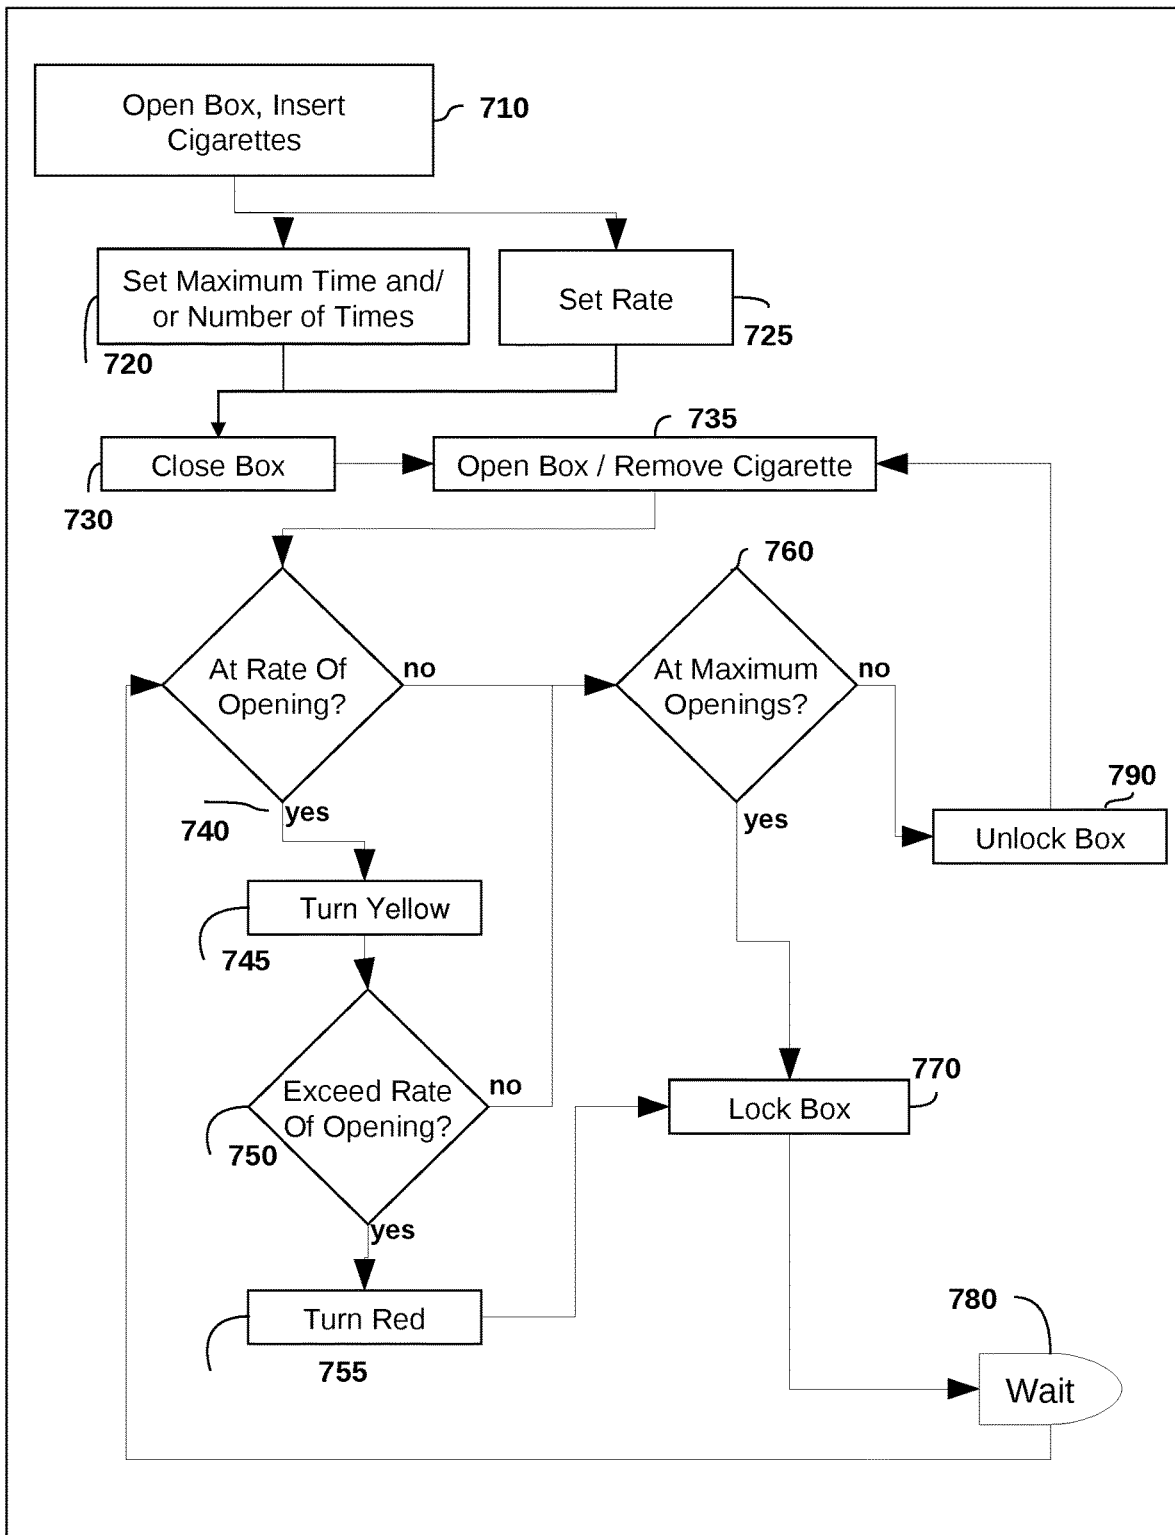 Open Box, Insert
Cigarettes
710
Set Maximum Time and/
or Number of Times
720
Set Rate
725
735
Close Box
730
Open Box / Remove Cigarette
760
At Rate Of
Opening?
no
At Maximum
Openings?
no
740
yes
yes
790
Unlock Box
Turn Yellow
745
Exceed Rate
Of Opening?
no
750
yes
770
Lock Box
Turn Red
755
780
Wait